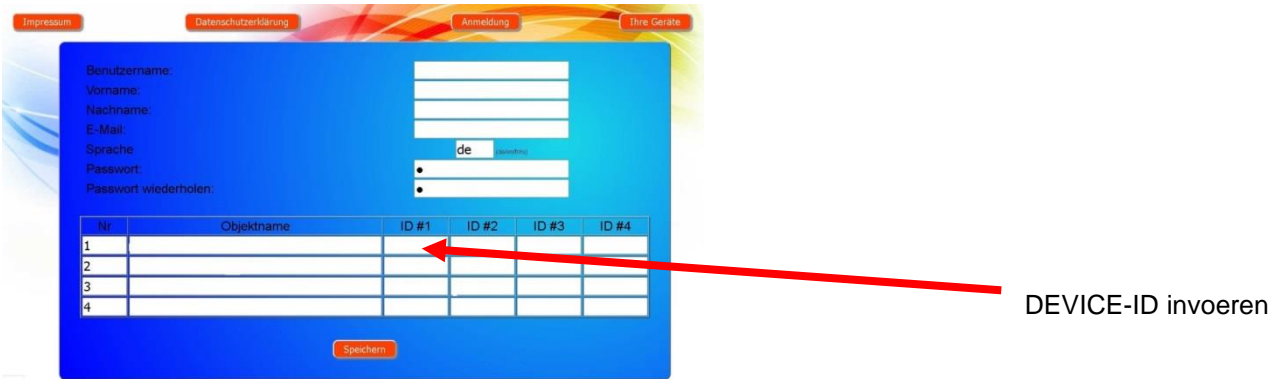 Impressum Datenschutzerklärung Anmeldung Ihre Geräte
Benutzername:
Vorname:
Nachname:
E-Mail:
Sprache de
Passwort: •
Passwort wiederholen: •
Nr Objektname ID #1 ID #2 ID #3 ID #4
1
2
3
4
DEVICE-ID invoeren
Speichern